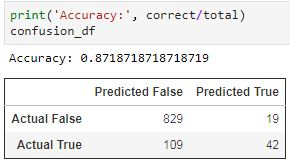 print('Accuracy:', correct/total)
confusion_df
Accuracy: 0.8718718718718719
Predicted False Predicted True
Actual False 829 19
Actual True 109 42